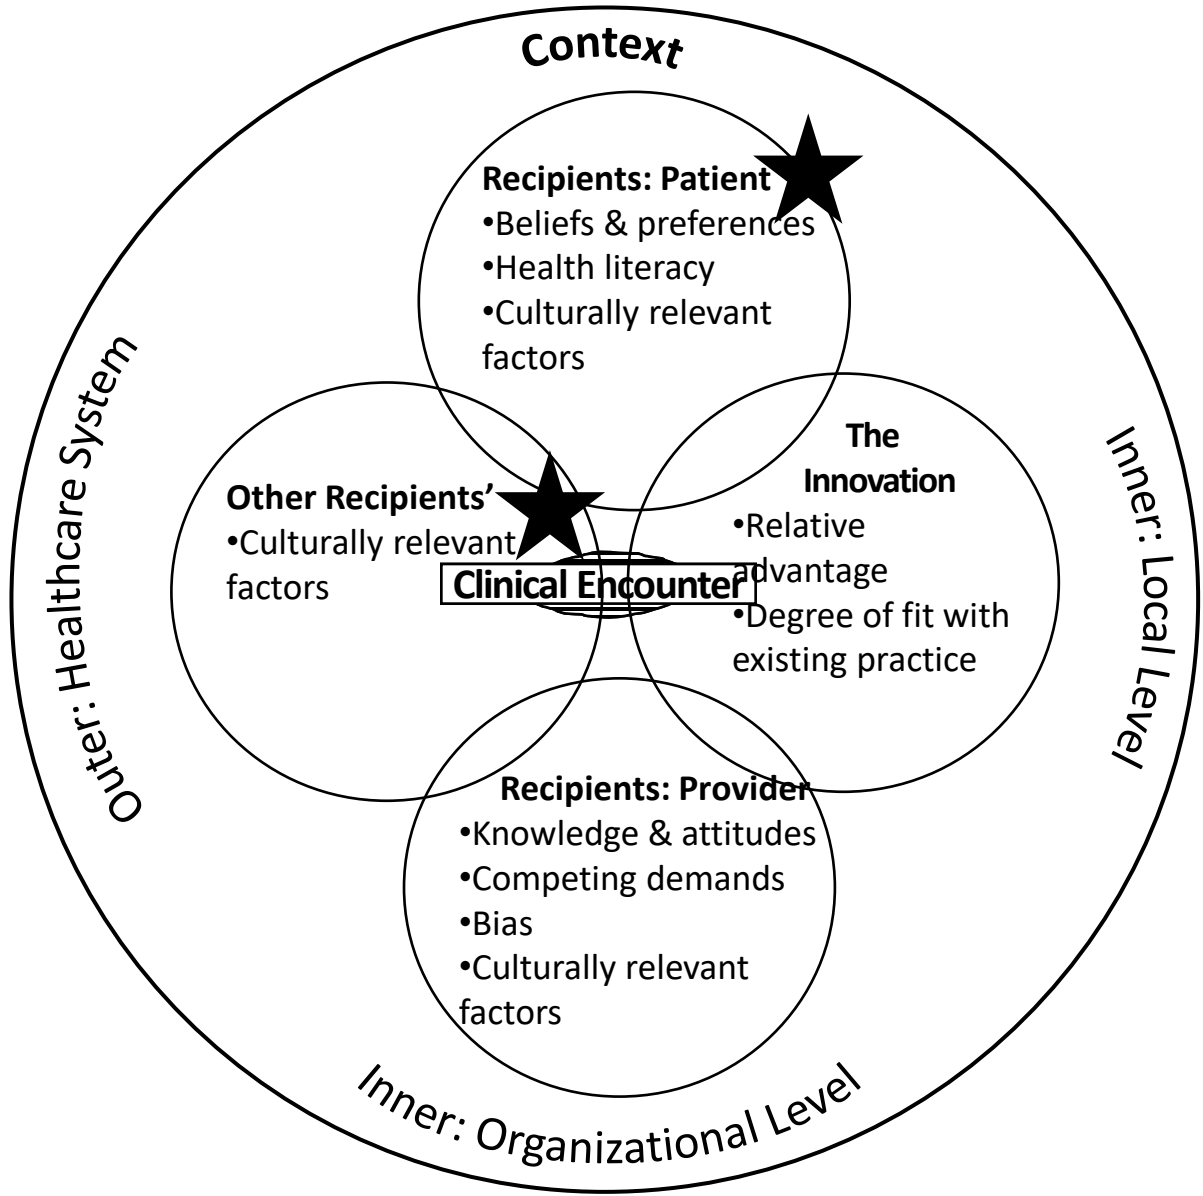 Context
Recipients: Patient
•Beliefs & preferences
•Health literacy
•Culturally relevant
factors
Outer: Healthcare System
Other Recipients’
•Culturally relevant
factors
Clinical Encounter
The
Innovation
•Relative
advantage
•Degree of fit with
existing practice
Inner: Local Level
Recipients: Provider
•Knowledge & attitudes
•Competing demands
•Bias
•Culturally relevant
factors
Inner: Organizational Level